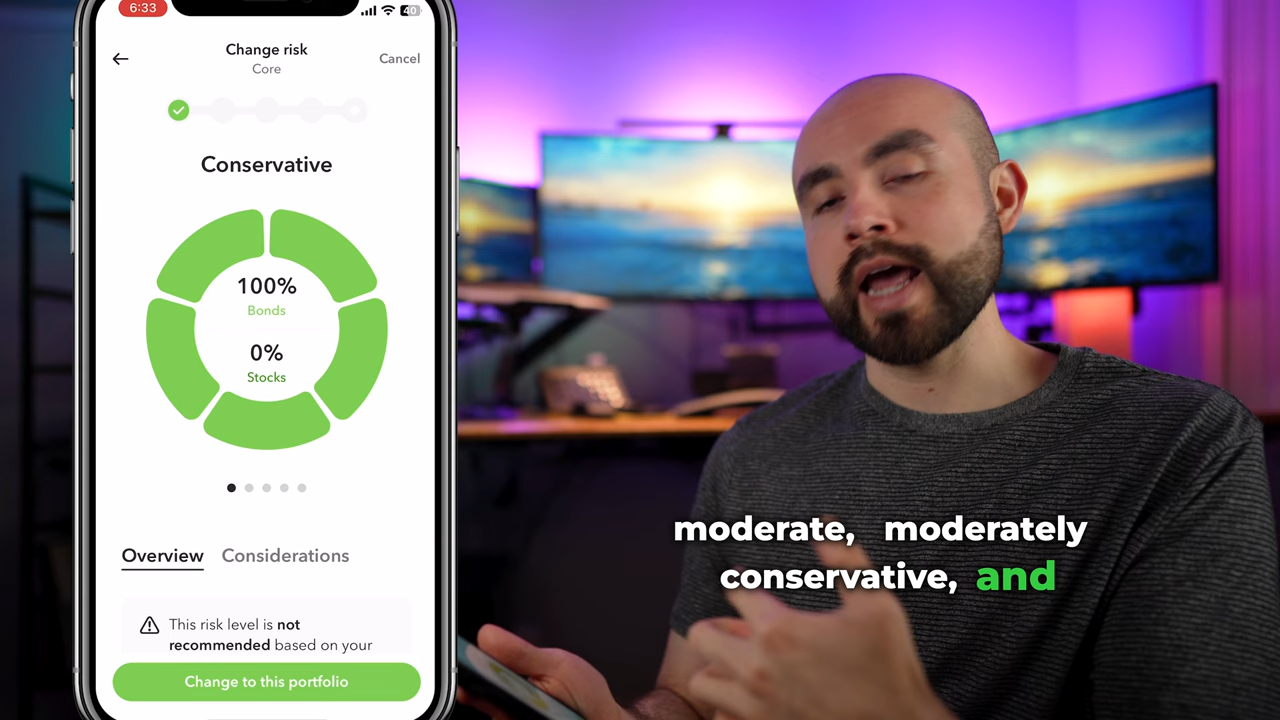 6:33
40
Change risk
Core
Cancel
Conservative
100%
Bonds
0%
Stocks
Overview Considerations
This risk level is not
recommended based on your
Change to this portfolio
moderate, moderately
conservative, and